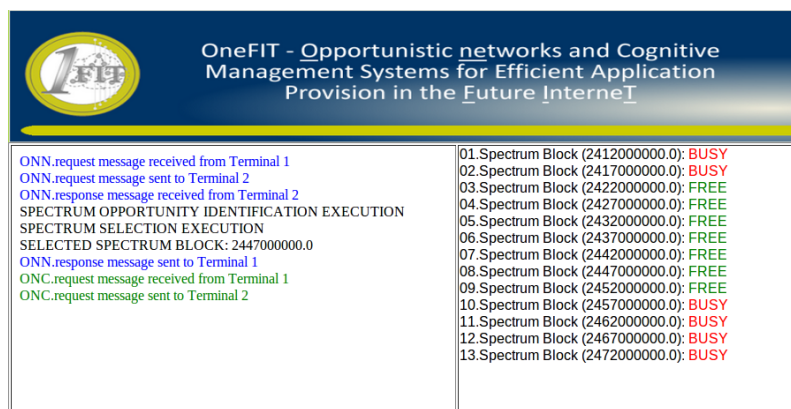 1FIT
OneFIT - Opportunistic networks and Cognitive
Management Systems for Efficient Application
Provision in the Future InterneT
ONN.request message received from Terminal 1
ONN.request message sent to Terminal 2
ONN.response message received from Terminal 2
SPECTRUM OPPORTUNITY IDENTIFICATION EXECUTION
SPECTRUM SELECTION EXECUTION
SELECTED SPECTRUM BLOCK: 2447000000.0
ONN.response message sent to Terminal 1
ONC.request message received from Terminal 1
ONC.request message sent to Terminal 2
01.Spectrum Block (2412000000.0): BUSY
02.Spectrum Block (2417000000.0): BUSY
03.Spectrum Block (2422000000.0): FREE
04.Spectrum Block (2427000000.0): FREE
05.Spectrum Block (2432000000.0): FREE
06.Spectrum Block (2437000000.0): FREE
07.Spectrum Block (2442000000.0): FREE
08.Spectrum Block (2447000000.0): FREE
09.Spectrum Block (2452000000.0): FREE
10.Spectrum Block (2457000000.0): BUSY
11.Spectrum Block (2462000000.0): BUSY
12.Spectrum Block (2467000000.0): BUSY
13.Spectrum Block (2472000000.0): BUSY